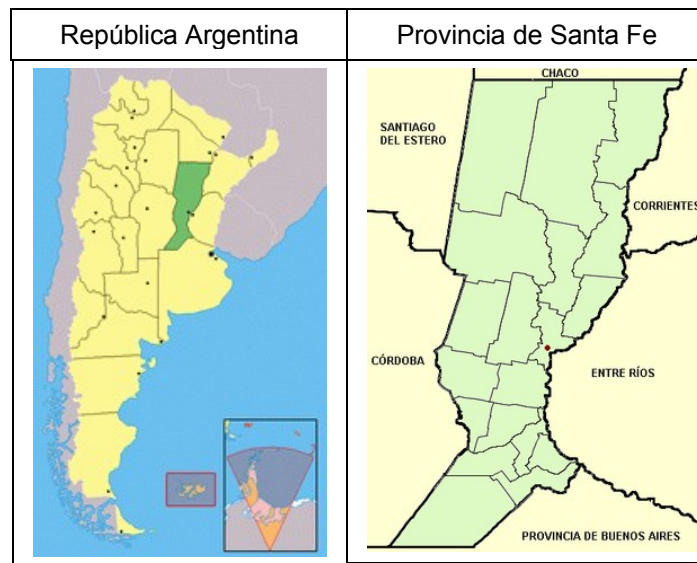 República Argentina
Provincia de Santa Fe
CHACO
SANTIAGO
DEL ESTERO
CORRIENTES
CÓRDOBA
ENTRE RÍOS
PROVINCIA DE BUENOS AIRES